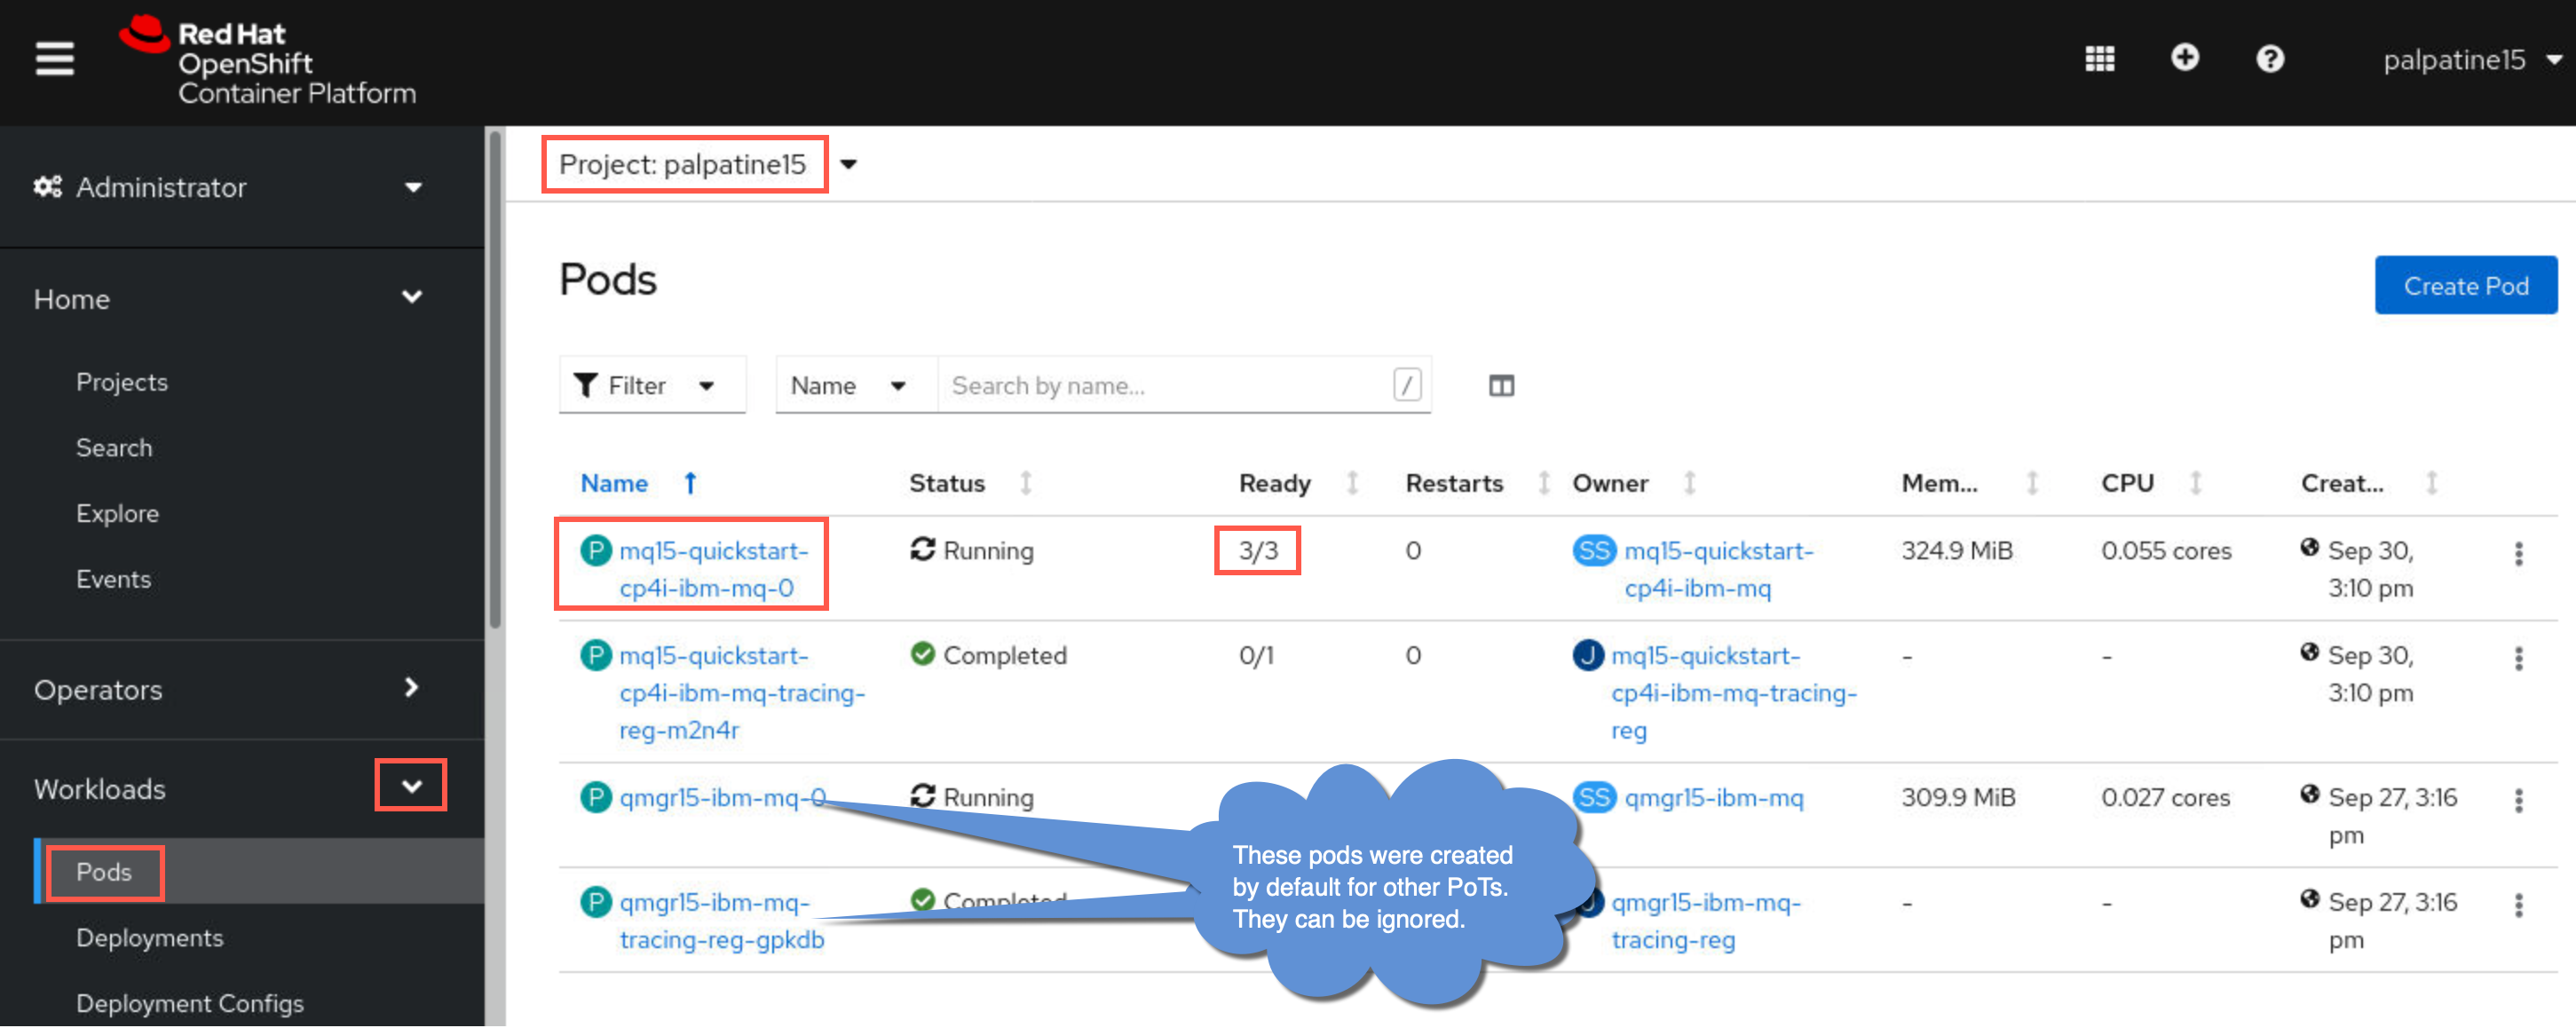 Red Hat
OpenShift
Container Platform
palpatine15
Administrator
Home
Projects
Search
Explore
Events
Operators
Workloads
Pods
Deployments
Deployment Configs
Project: palpatine15
Pods
Create Pod
Filter
Name
Search by name...
/
Name Status Ready Restarts Owner Mem... CPU Creat...
P mq15-quickstart- Running 3/3 0 SS mq15-quickstart- 324.9 MiB 0.055 cores Sep 30,
cp4i-ibm-mq-0 cp4i-ibm-mq 3:10 pm
P mq15-quickstart- Completed 0/1 0 J mq15-quickstart- - - Sep 30,
cp4i-ibm-mq-tracing- cp4i-ibm-mq-tracing- 3:10 pm
reg-m2n4r reg
P qmgr15-ibm-mq-0 Running SS qmgr15-ibm-mq 309.9 MiB 0.027 cores Sep 27, 3:16
pm
P qmgr15-ibm-mq- Completed J qmgr15-ibm-mq- - - Sep 27, 3:16
tracing-reg-gpkdb tracing-reg pm
These pods were created
by default for other PoTs.
They can be ignored.